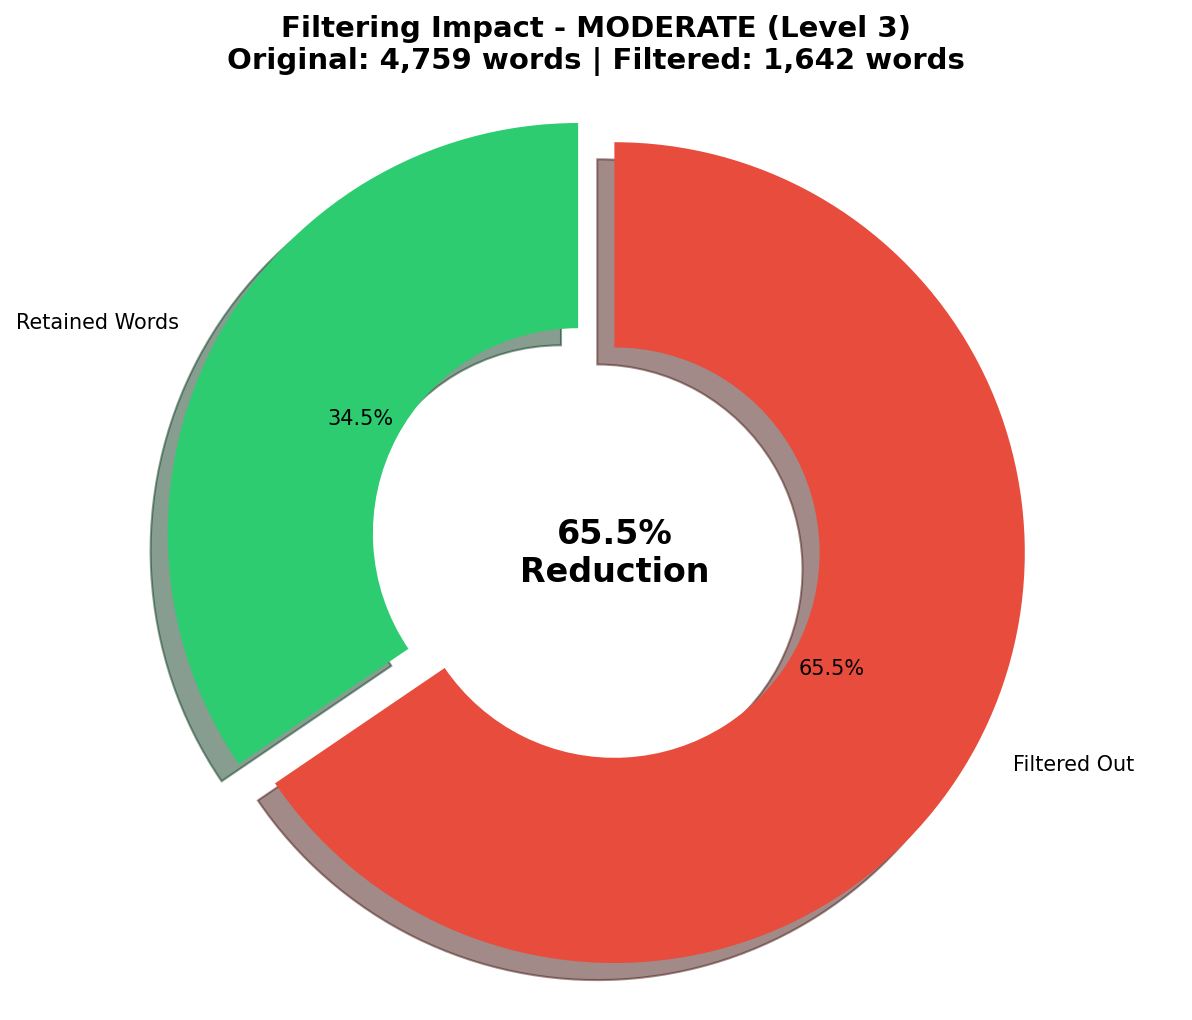 Filtering Impact - MODERATE (Level 3)
Original: 4,759 words | Filtered: 1,642 words
Retained Words
34.5%
65.5%
Reduction
65.5%
Filtered Out